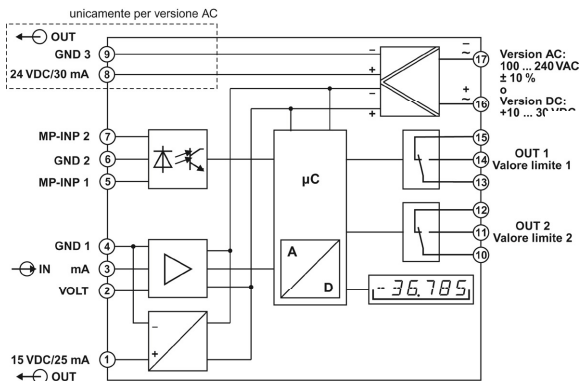 unicamente per versione AC
OUT
GND 3
9
24 VDC/30 mA
8
–
+
–
+
–
~
17
+
~
16
Version AC:
100 ... 240 VAC
± 10 %
o
Version DC:
+10 ... 30 VDC
MP-INP 2
7
GND 2
6
MP-INP 1
5
µC
15
14
13
OUT 1
Valore limite 1
12
11
10
OUT 2
Valore limite 2
GND 1
4
IN
mA
3
VOLT
2
A
D
-36.785
–
+
15 VDC/25 mA
1
OUT